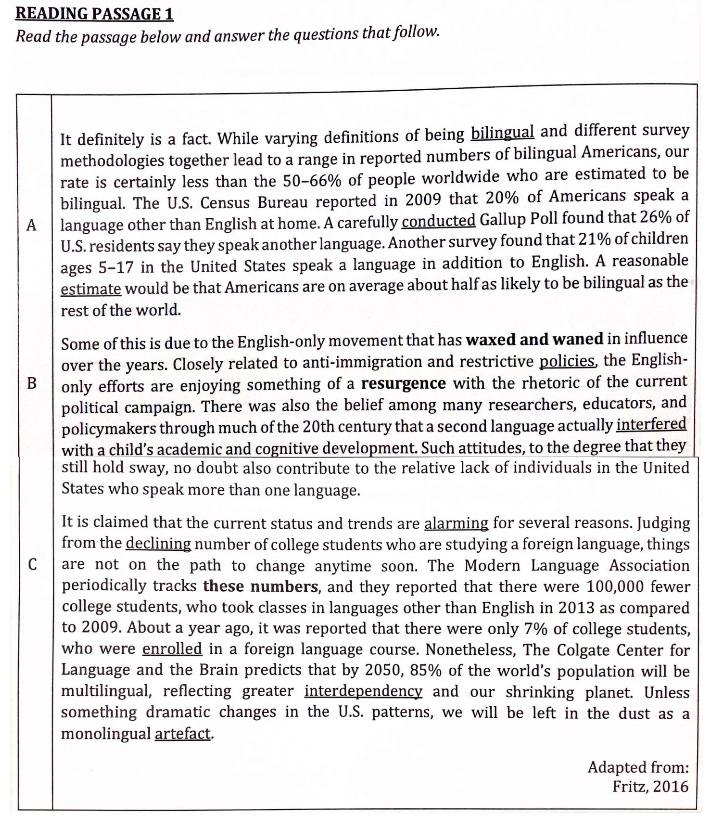 READING PASSAGE 1
Read the passage below and answer the questions that follow.
It definitely is a fact. While varying definitions of being bilingual and different survey
methodologies together lead to a range in reported numbers of bilingual Americans, our
rate is certainly less than the 50–66% of people worldwide who are estimated to be
bilingual. The U.S. Census Bureau reported in 2009 that 20% of Americans speak a
A language other than English at home. A carefully conducted Gallup Poll found that 26% of
U.S. residents say they speak another language. Another survey found that 21% of children
ages 5–17 in the United States speak a language in addition to English. A reasonable
estimate would be that Americans are on average about half as likely to be bilingual as the
rest of the world.
Some of this is due to the English-only movement that has waxed and waned in influence
over the years. Closely related to anti-immigration and restrictive policies, the English-
B only efforts are enjoying something of a resurgence with the rhetoric of the current
political campaign. There was also the belief among many researchers, educators, and
policymakers through much of the 20th century that a second language actually interfered
with a child's academic and cognitive development. Such attitudes, to the degree that they
still hold sway, no doubt also contribute to the relative lack of individuals in the United
States who speak more than one language.
It is claimed that the current status and trends are alarming for several reasons. Judging
from the declining number of college students who are studying a foreign language, things
C are not on the path to change anytime soon. The Modern Language Association
periodically tracks these numbers, and they reported that there were 100,000 fewer
college students, who took classes in languages other than English in 2013 as compared
to 2009. About a year ago, it was reported that there were only 7% of college students,
who were enrolled in a foreign language course. Nonetheless, The Colgate Center for
Language and the Brain predicts that by 2050, 85% of the world's population will be
multilingual, reflecting greater interdependency and our shrinking planet. Unless
something dramatic changes in the U.S. patterns, we will be left in the dust as a
monolingual artefact.
Adapted from:
Fritz, 2016